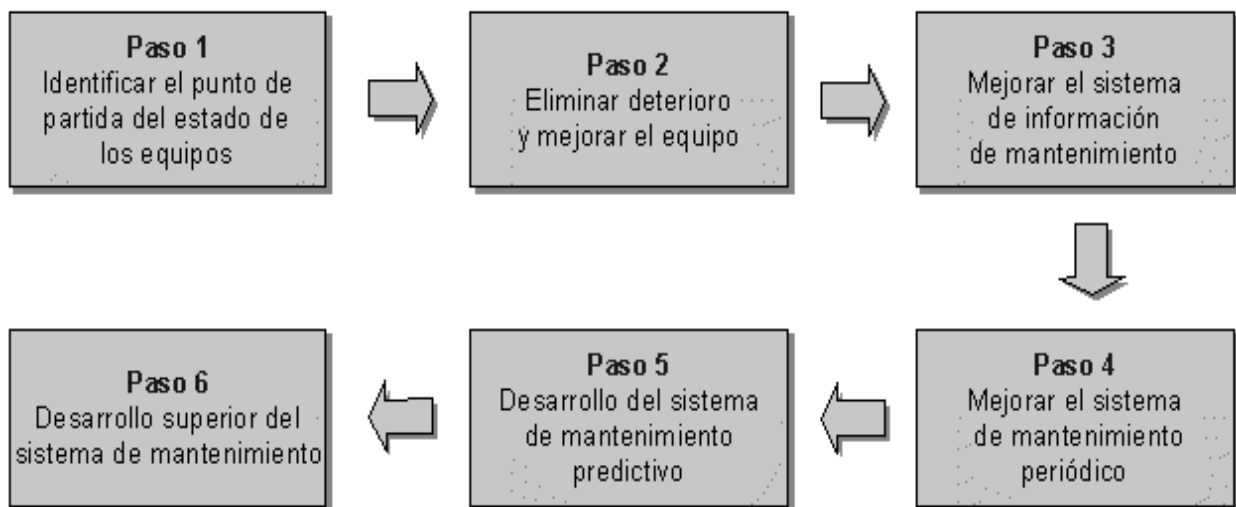 Paso 1
Identificar el punto de
partida del estado de
los equipos
Paso 2
Eliminar deterioro
y mejorar el equipo
Paso 3
Mejorar el sistema
de información
de mantenimiento
Paso 4
Mejorar el sistema
de mantenimiento
periódico
Paso 5
Desarrollo del sistema
de mantenimiento
predictivo
Paso 6
Desarrollo superior del
sistema de mantenimiento